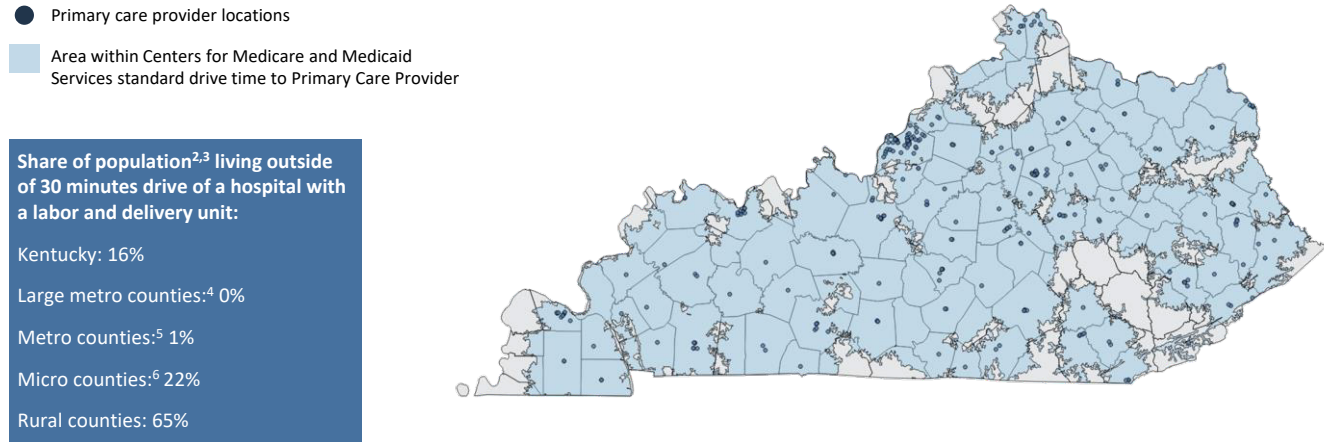 Primary care provider locations
Area within Centers for Medicare and Medicaid
Services standard drive time to Primary Care Provider
Share of population2,3 living outside
of 30 minutes drive of a hospital with
a labor and delivery unit:
Kentucky: 16%
Large metro counties:4 0%
Metro counties:5 1%
Micro counties:6 22%
Rural counties: 65%